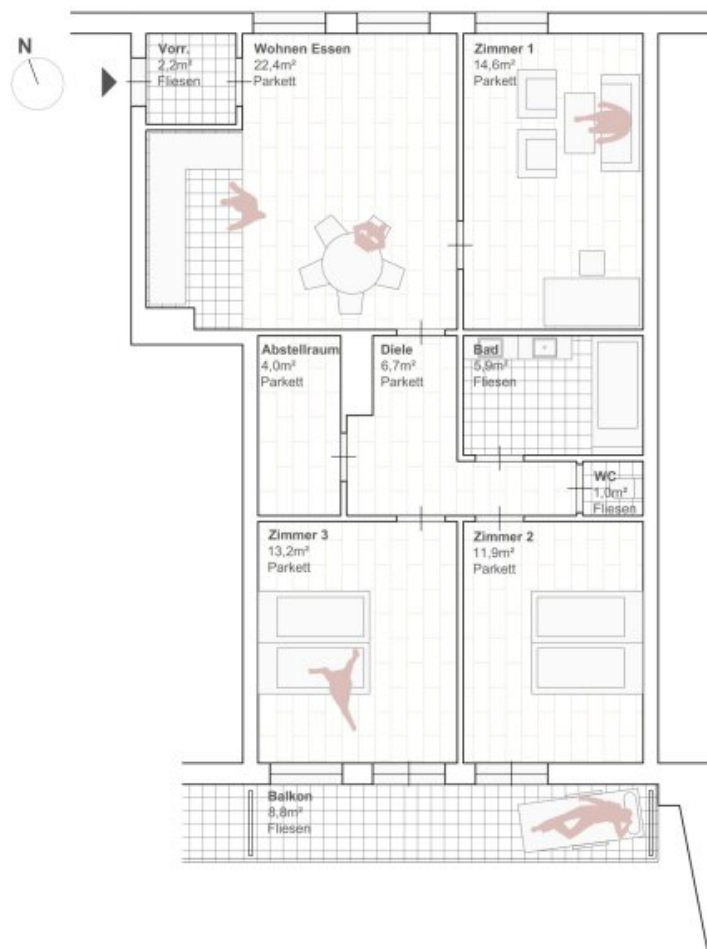 N
Vorr.
2,2m²
Fliesen
Wohnen Essen
22,4m²
Parkett
Zimmer 1
14,6m²
Parkett
Abstellraum
4,0m²
Parkett
Diele
6,7m²
Parkett
Bad
5,9m²
Fliesen
WC
1,0m²
Fliesen
Zimmer 3
13,2m²
Parkett
Zimmer 2
11,9m²
Parkett
Balkon
8,8m²
Fliesen